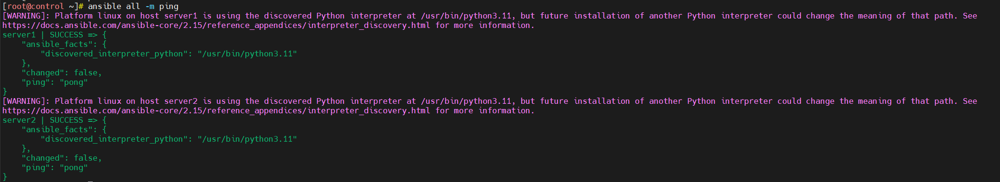 [root@control ~]# ansible all -m ping
[WARNING]: Platform linux on host server1 is using the discovered Python interpreter at /usr/bin/python3.11, but future installation of another Python interpreter could change the meaning of that path. See
https://docs.ansible.com/ansible-core/2.15/reference_appendices/interpreter_discovery.html for more information.
server1 | SUCCESS => {
    "ansible_facts": {
        "discovered_interpreter_python": "/usr/bin/python3.11"
    },
    "changed": false,
    "ping": "pong"
}
[WARNING]: Platform linux on host server2 is using the discovered Python interpreter at /usr/bin/python3.11, but future installation of another Python interpreter could change the meaning of that path. See
https://docs.ansible.com/ansible-core/2.15/reference_appendices/interpreter_discovery.html for more information.
server2 | SUCCESS => {
    "ansible_facts": {
        "discovered_interpreter_python": "/usr/bin/python3.11"
    },
    "changed": false,
    "ping": "pong"
}